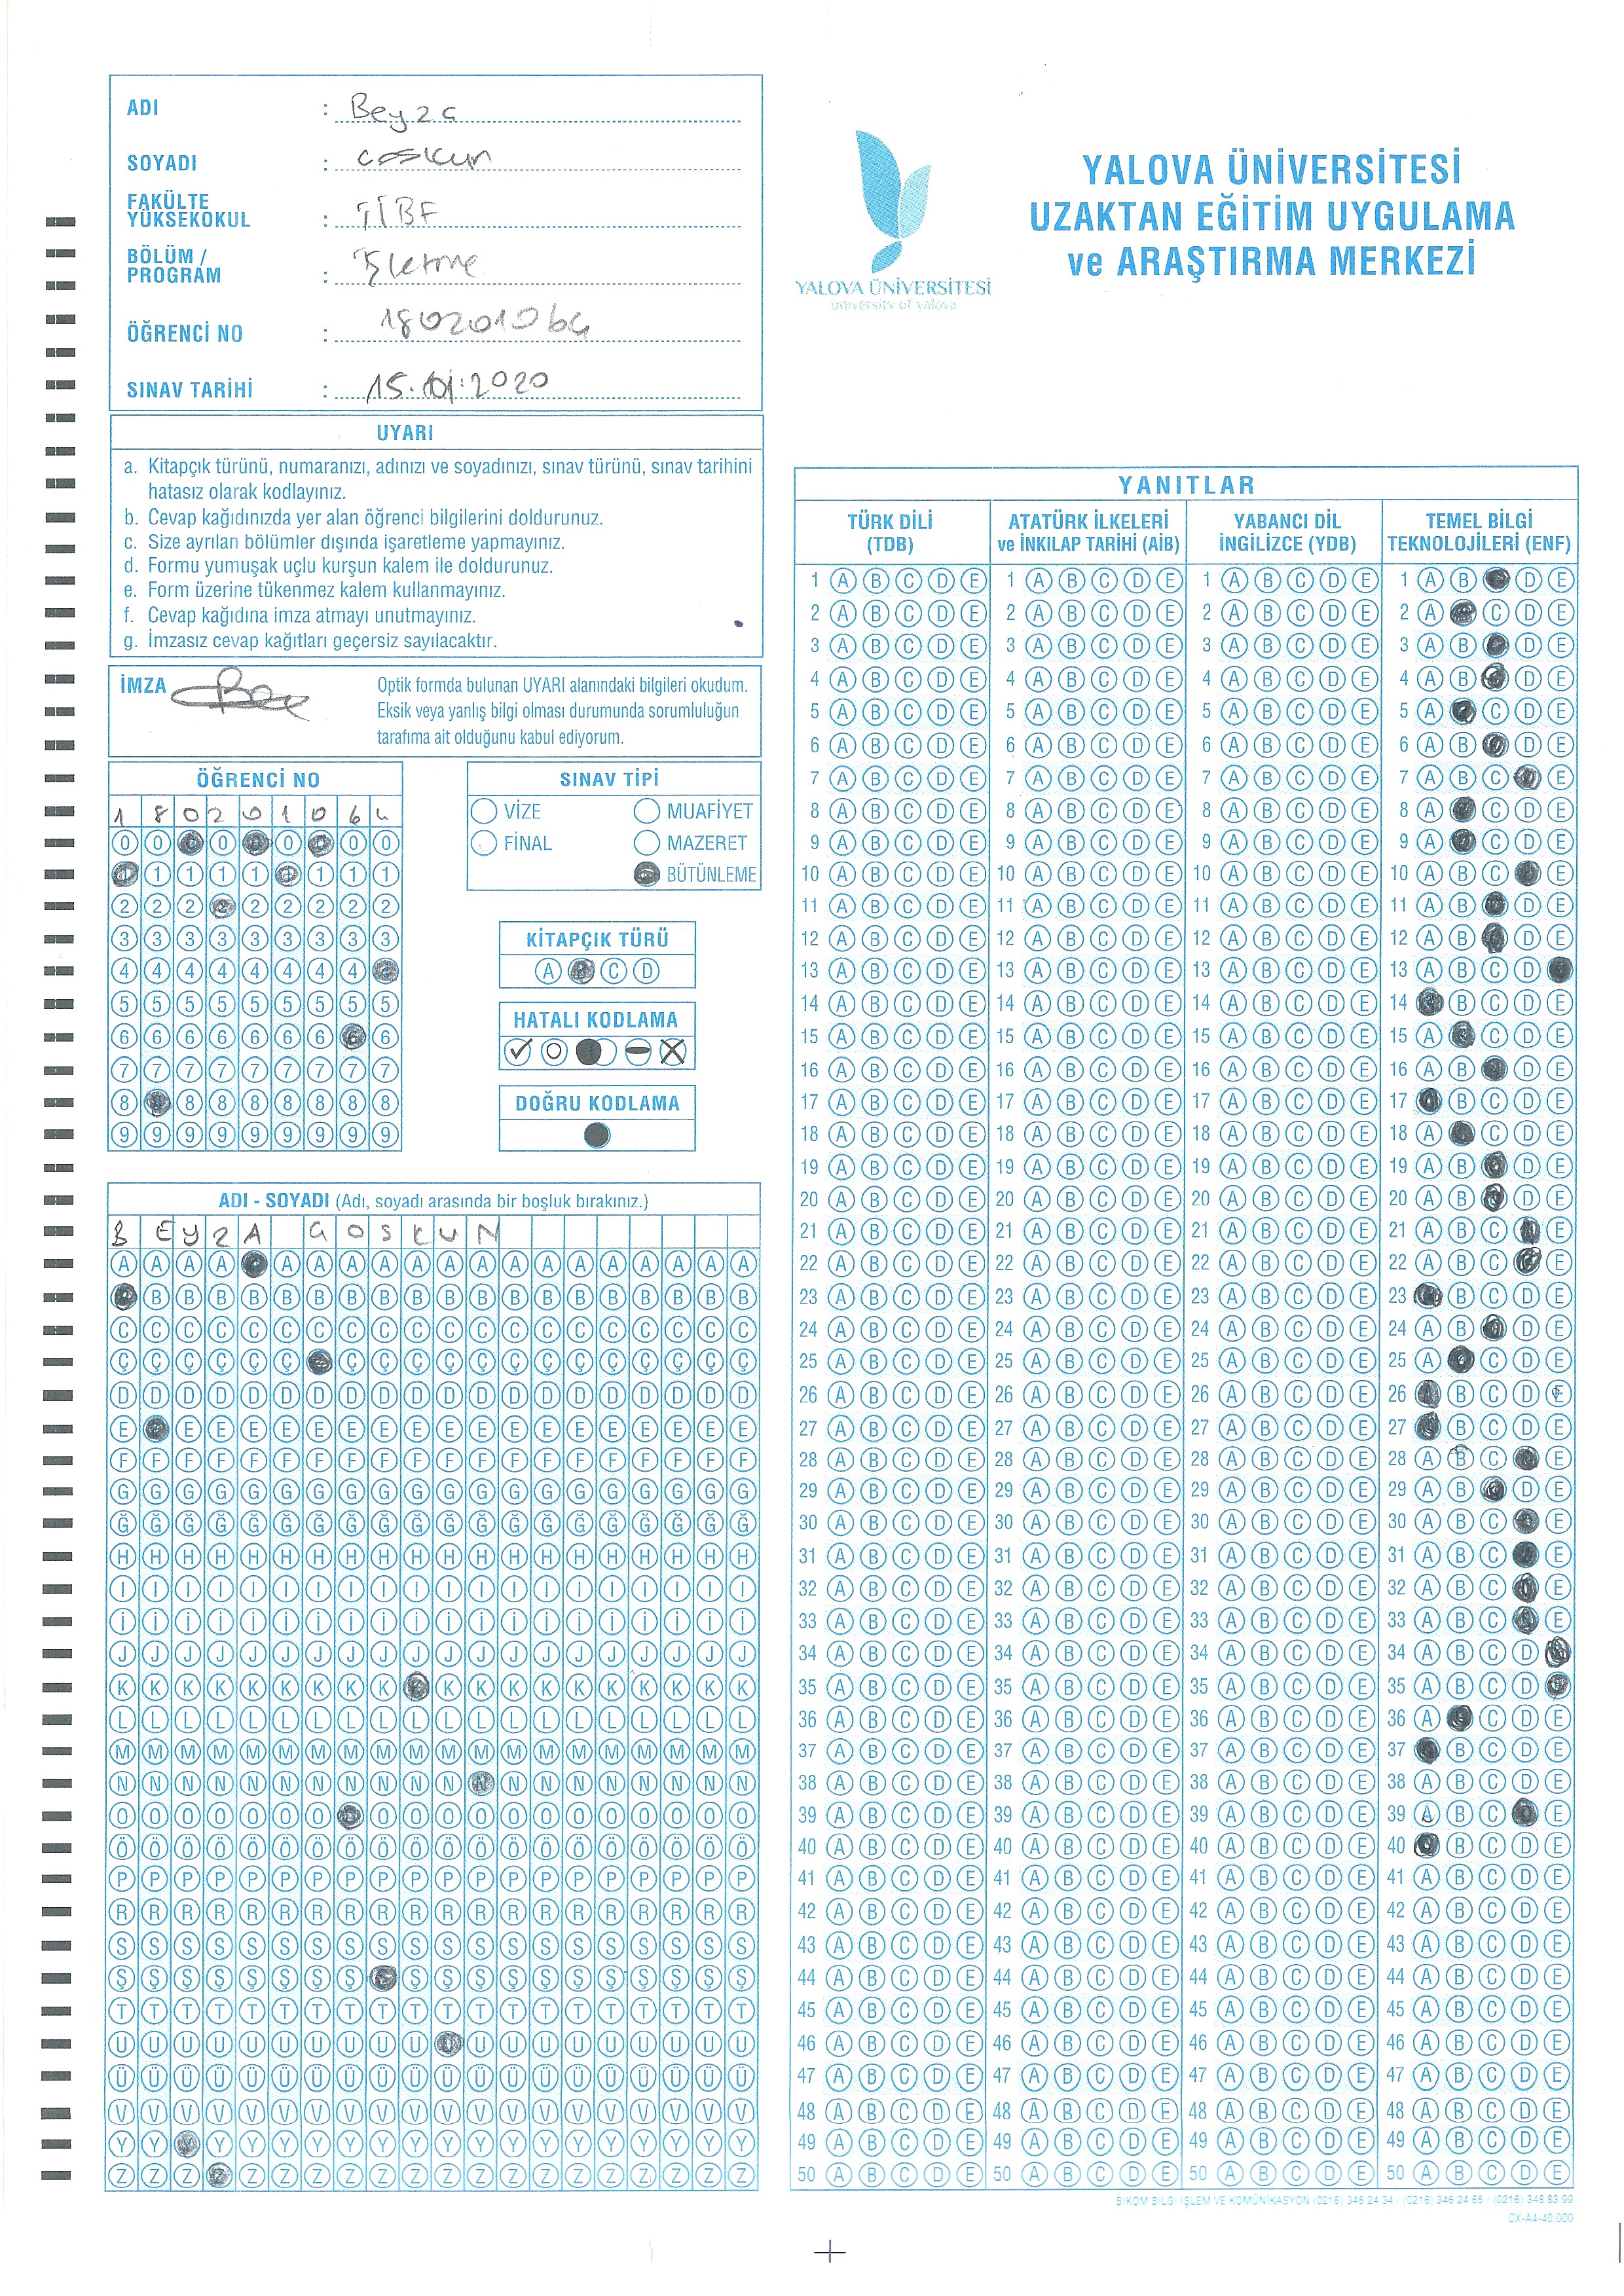 ADI : Beyza
SOYADI : Coşkun
FAKÜLTE
YÜKSEKOKUL : İİBF
BÖLÜM /
PROGRAM : İşletme
ÖĞRENCİ NO : 180201064
SINAV TARİHİ : 15.01.2020
YALOVA ÜNİVERSİTESİ
university of yalova
YALOVA ÜNİVERSİTESİ
UZAKTAN EĞİTİM UYGULAMA
ve ARAŞTIRMA MERKEZİ
UYARI
a. Kitapçık türünü, numaranızı, adınızı ve soyadınızı, sınav türünü, sınav tarihini
hatasız olarak kodlayınız.
b. Cevap kağıdınızda yer alan öğrenci bilgilerini doldurunuz.
c. Size ayrılan bölümler dışında işaretleme yapmayınız.
d. Formu yumuşak uçlu kurşun kalem ile doldurunuz.
e. Form üzerine tükenmez kalem kullanmayınız.
f. Cevap kağıdına imza atmayı unutmayınız.
g. İmzasız cevap kağıtları geçersiz sayılacaktır.
İMZA
Optik formda bulunan UYARI alanındaki bilgileri okudum.
Eksik veya yanlış bilgi olması durumunda sorumluluğun
tarafıma ait olduğunu kabul ediyorum.
ÖĞRENCİ NO
1 8 0 2 0 1 0 6 4
SINAV TİPİ
VİZE MUAFİYET
FİNAL MAZERET
BÜTÜNLEME
KİTAPÇIK TÜRÜ
A C D
HATALI KODLAMA
DOĞRU KODLAMA
ADI - SOYADI (Adı, soyadı arasında bir boşluk bırakınız.)
B E Y Z A Ç O Ş K U N
YANITLAR
TÜRK DİLİ
(TDB)
ATATÜRK İLKELERİ
ve İNKILAP TARİHİ (AİB)
YABANCI DİL
İNGİLİZCE (YDB)
TEMEL BİLGİ
TEKNOLOJİLERİ (ENF)
BİKOM BİLGİ İŞLEM VE KOMÜNİKASYON (0216) 346 24 34 / (0216) 346 24 65 / (0216) 348 83 99
CX-A4-40.000